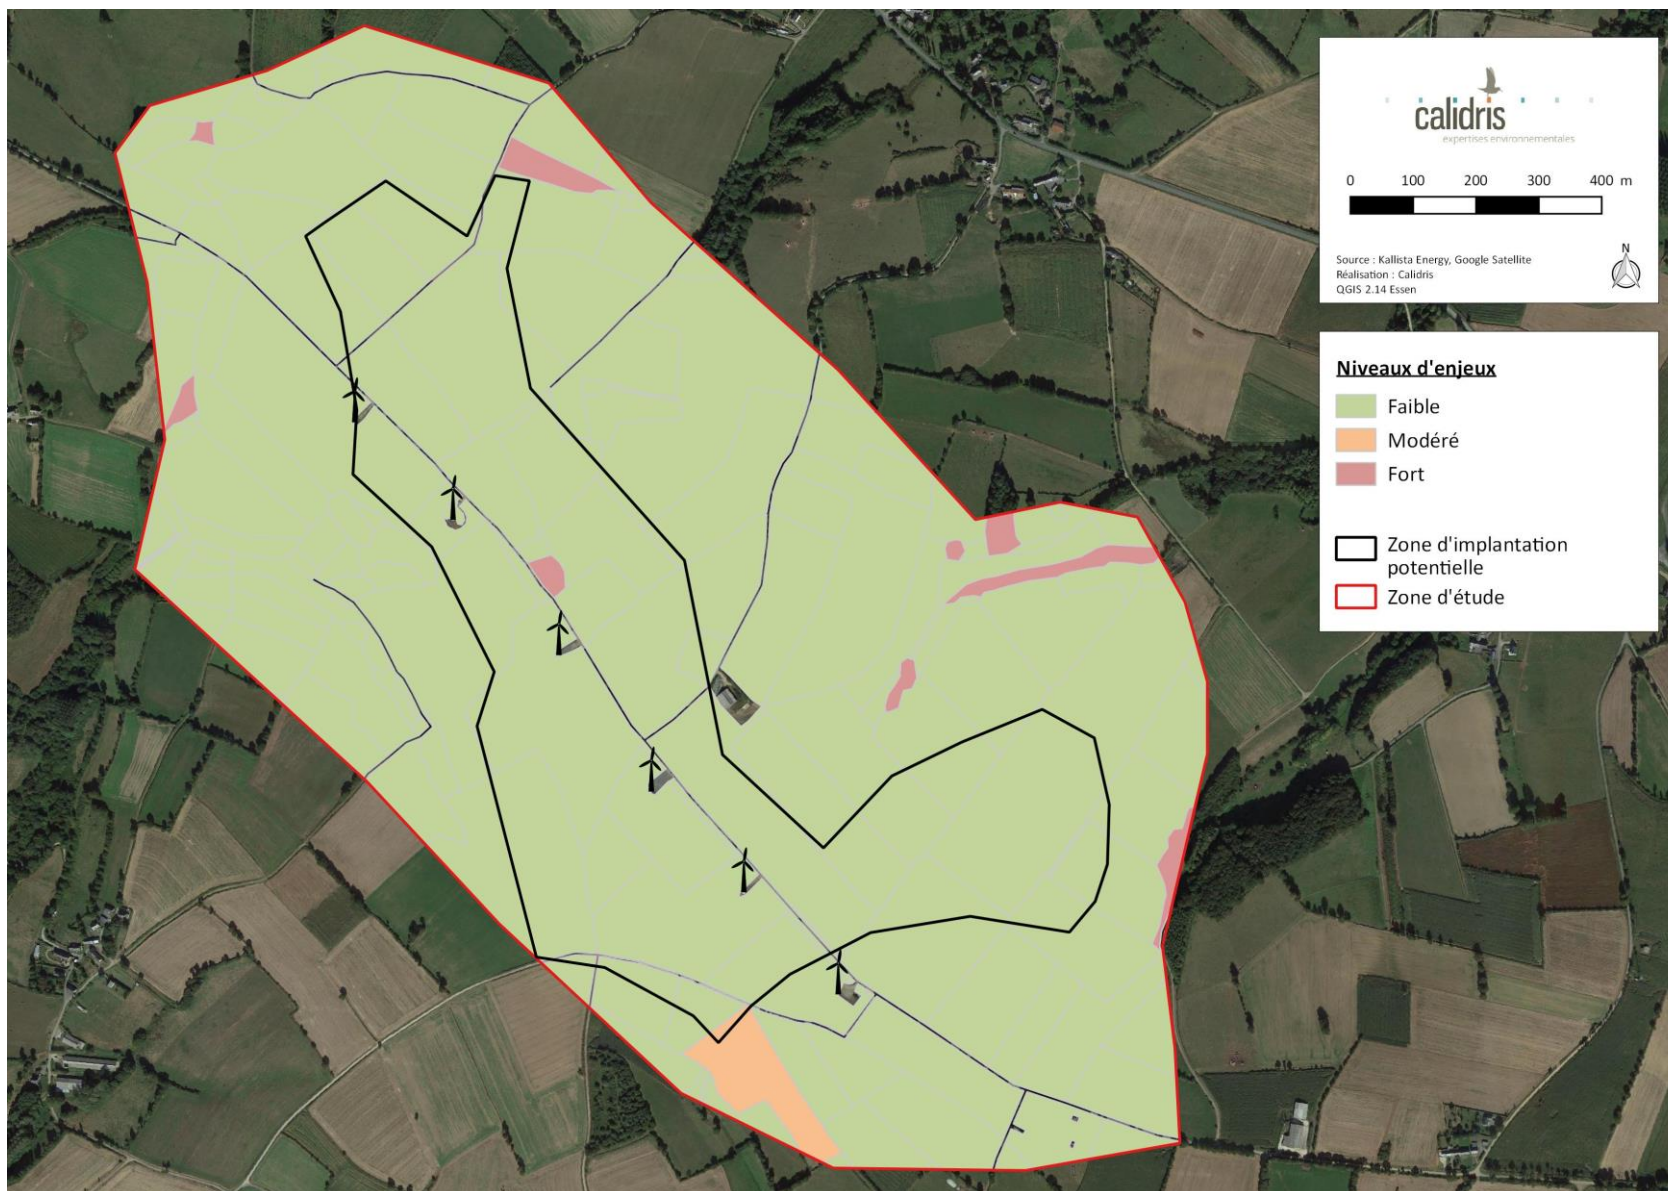 calidris
expertises environnementales
0 100 200 300 400 m
Source : Kallista Energy, Google Satellite
Réalisation : Calidris
QGIS 2.14 Essen
N
Niveaux d'enjeux
Faible
Modéré
Fort
Zone d'implantation
potentielle
Zone d'étude